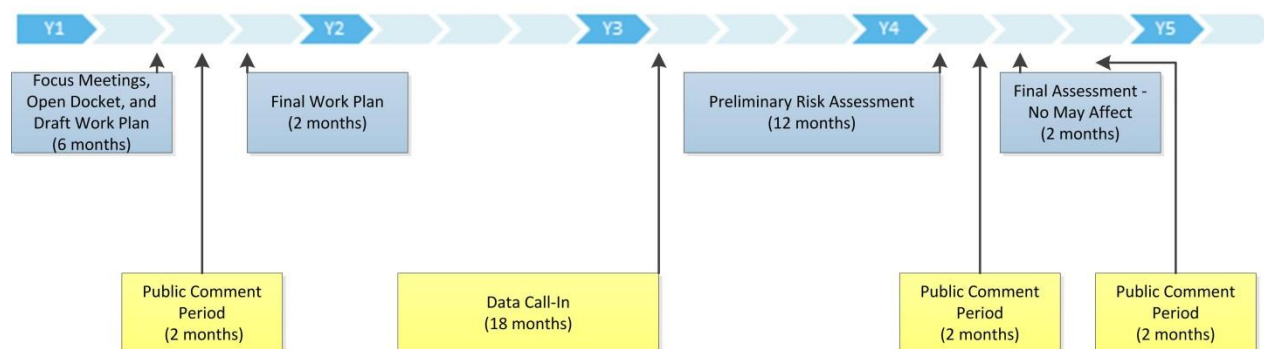 Y1
Y2
Y3
Y4
Y5
Focus Meetings,
Open Docket, and
Draft Work Plan
(6 months)
Final Work Plan
(2 months)
Preliminary Risk Assessment
(12 months)
Final Assessment -
No May Affect
(2 months)
Public Comment
Period
(2 months)
Data Call-In
(18 months)
Public Comment
Period
(2 months)
Public Comment
Period
(2 months)